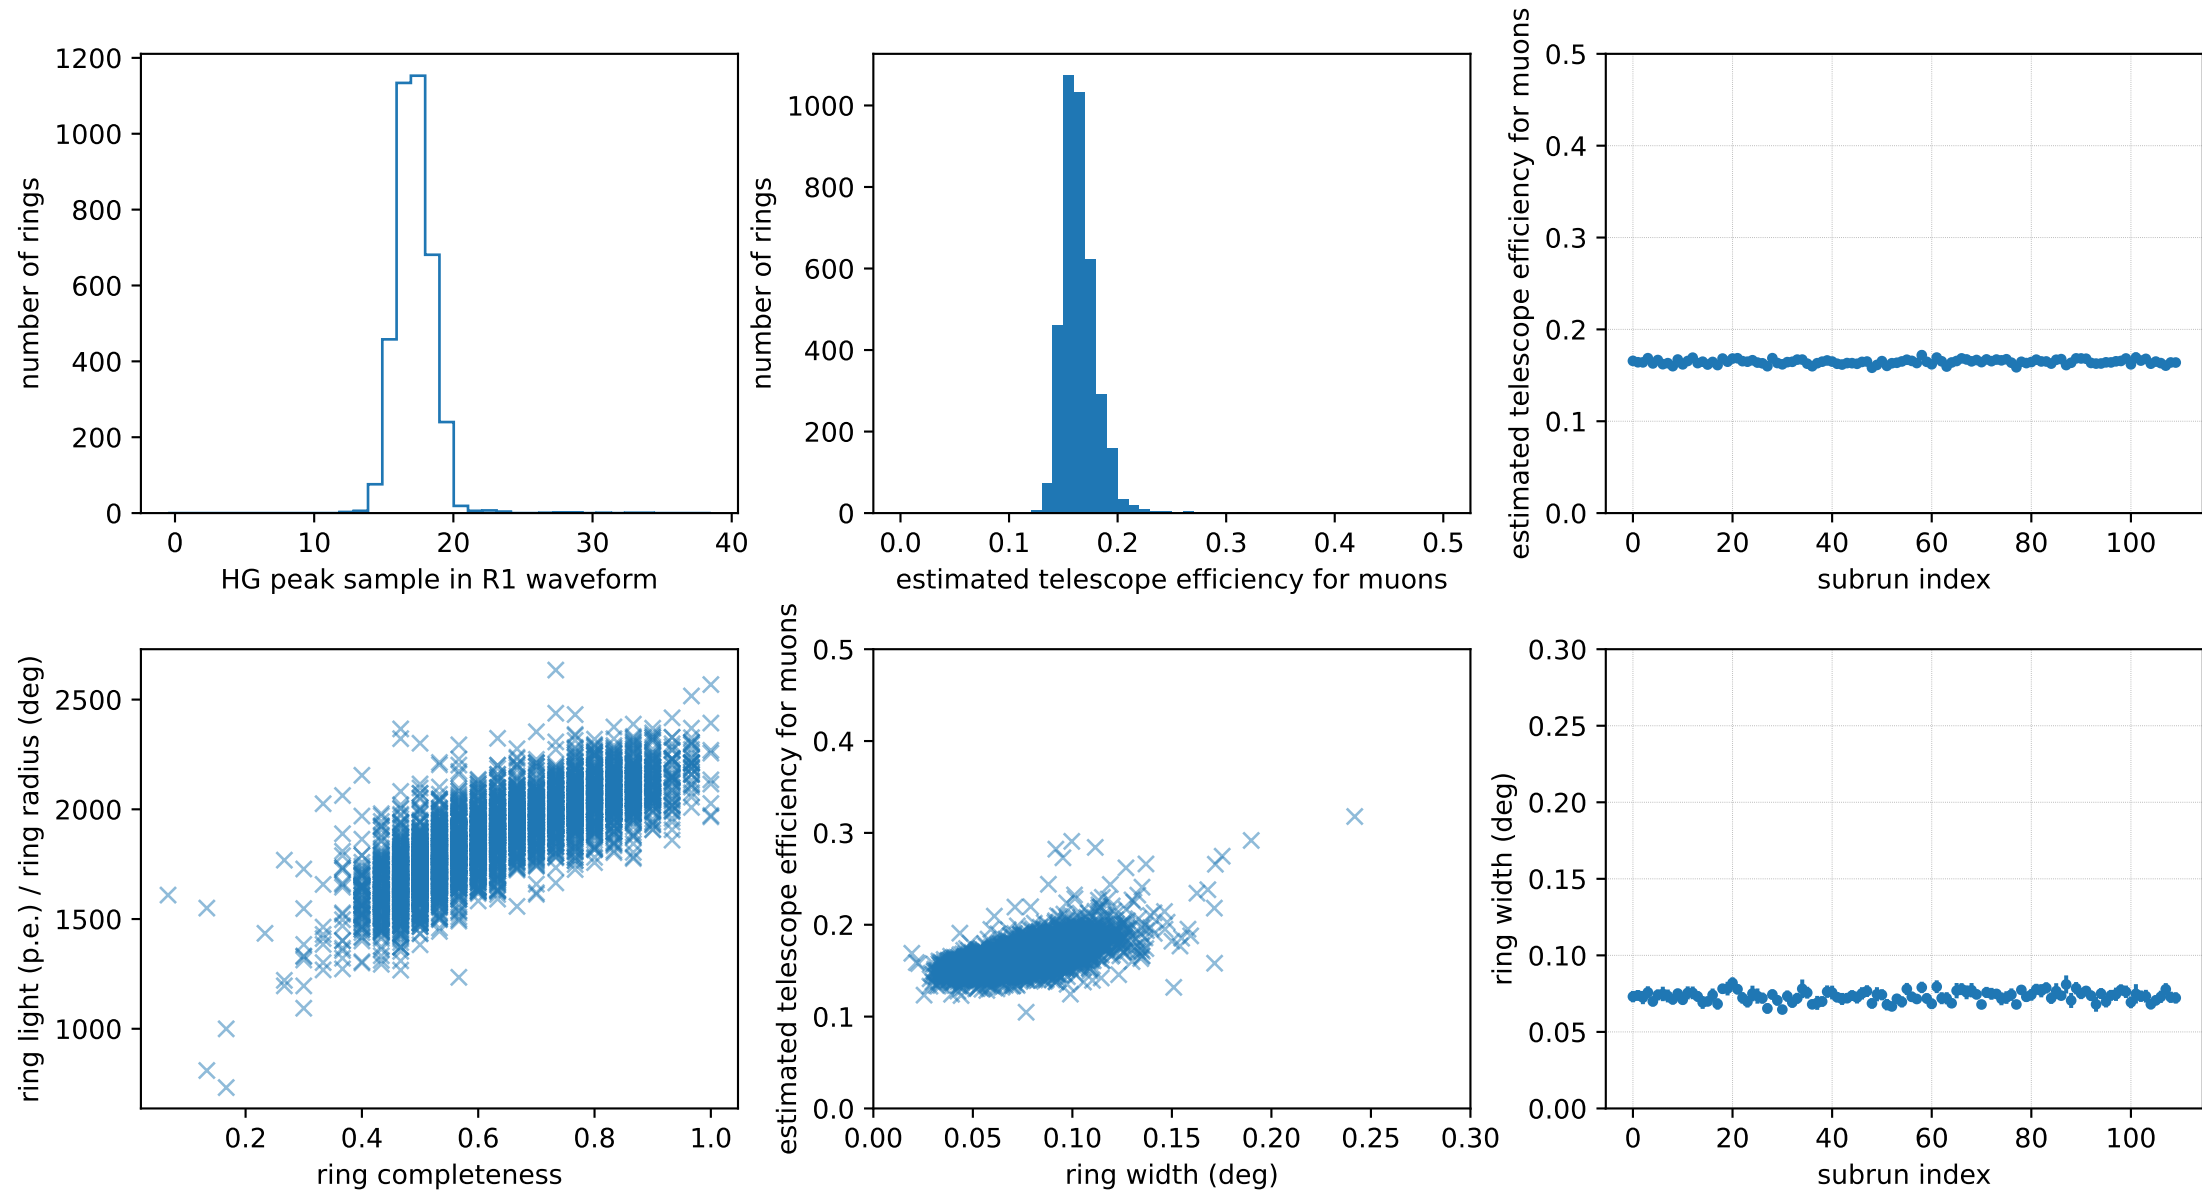 1200
1000
800
600
400
200
0
number of rings
0 10 20 30 40
HG peak sample in R1 waveform
1000
800
600
400
200
0
number of rings
0.0 0.1 0.2 0.3 0.4 0.5
estimated telescope efficiency for muons
0.5
0.4
0.3
0.2
0.1
0.0
estimated telescope efficiency for muons
0 20 40 60 80 100
subrun index
2500
2000
1500
1000
ring light (p.e.) / ring radius (deg)
0.2 0.4 0.6 0.8 1.0
ring completeness
0.5
0.4
0.3
0.2
0.1
0.0
estimated telescope efficiency for muons
0.00 0.05 0.10 0.15 0.20 0.25 0.30
ring width (deg)
0.30
0.25
0.20
0.15
0.10
0.05
0.00
ring width (deg)
0 20 40 60 80 100
subrun index